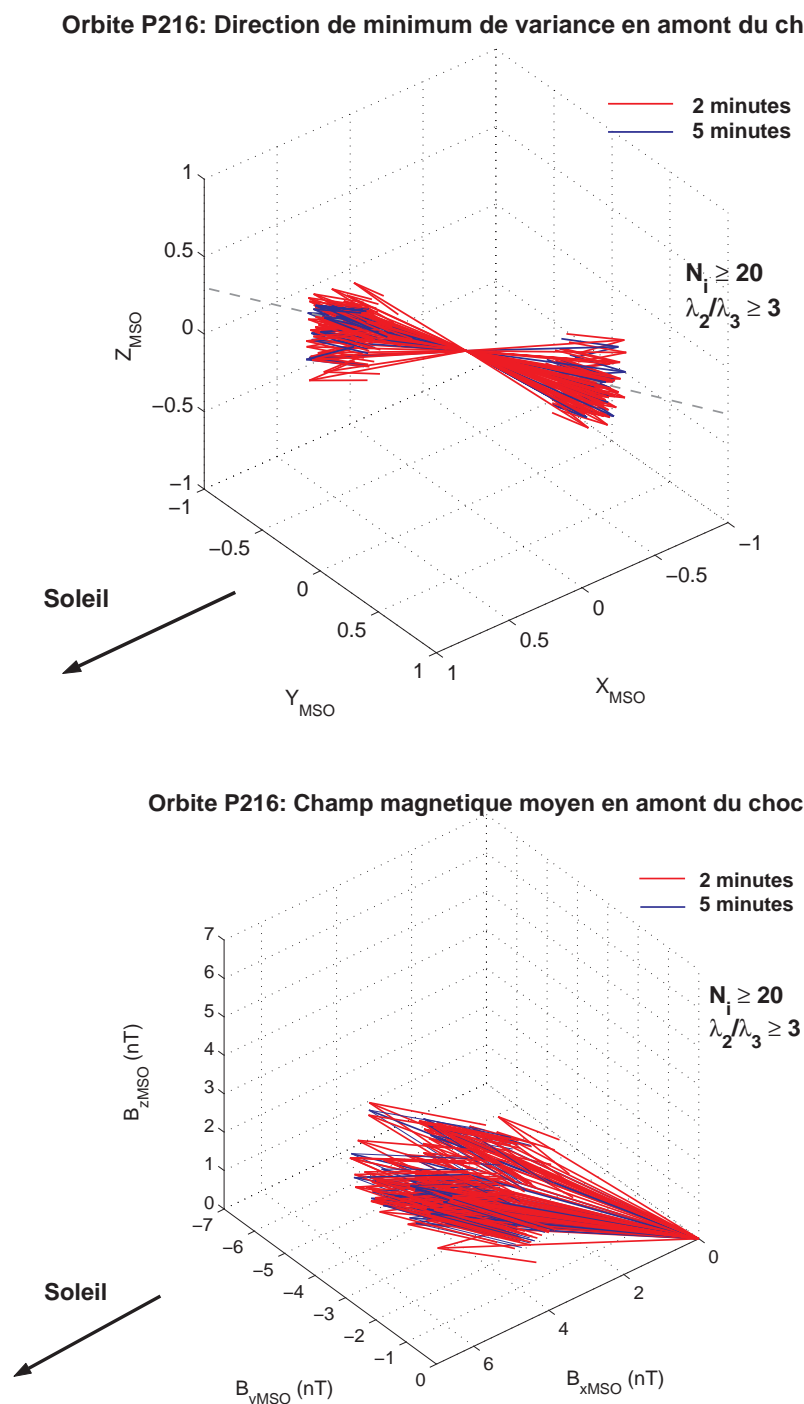 Orbite P216: Direction de minimum de variance en amont du ch
2 minutes
5 minutes
N_i ≥ 20
λ_2/λ_3 ≥ 3
1
0.5
0
−0.5
−1
Z_MSO
−1
−0.5
0
0.5
1
Y_MSO
−1
−0.5
0
0.5
1
X_MSO
Soleil
Orbite P216: Champ magnetique moyen en amont du choc
2 minutes
5 minutes
N_i ≥ 20
λ_2/λ_3 ≥ 3
7
6
5
4
3
2
1
0
B_zMSO (nT)
−7
−6
−5
−4
−3
−2
−1
0
B_yMSO (nT)
0
2
4
6
B_xMSO (nT)
Soleil